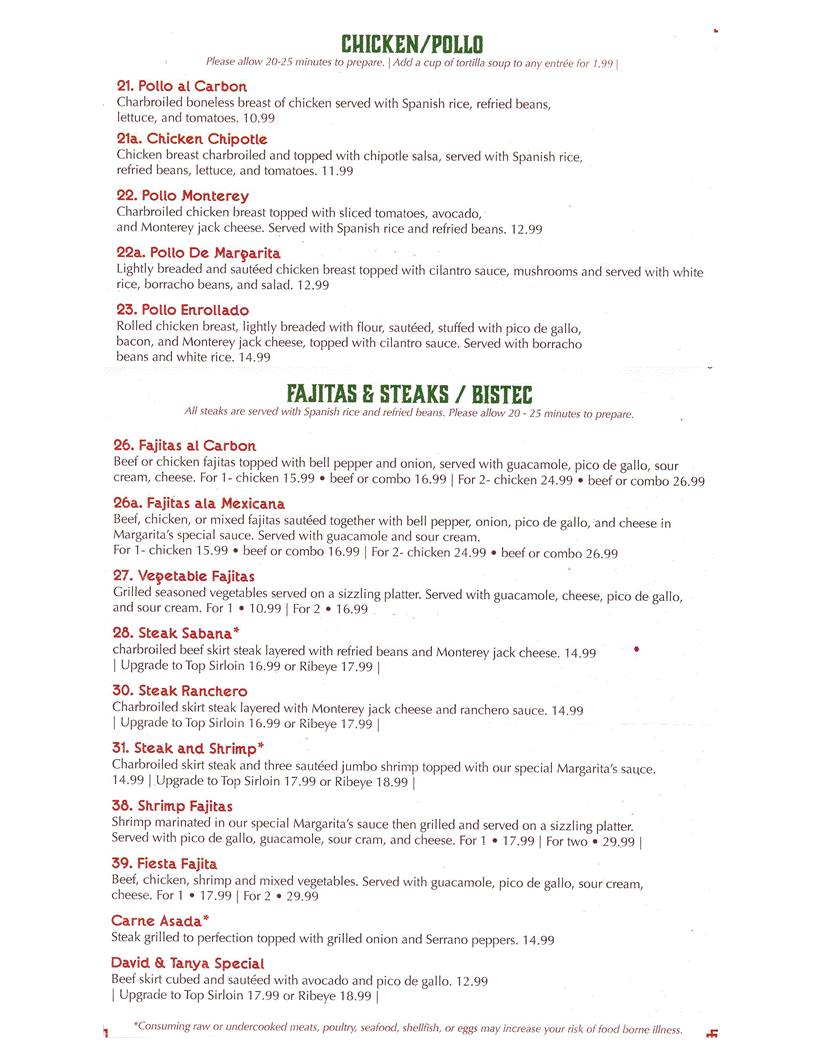 CHICKEN/POLLO
Please allow 20-25 minutes to prepare. | Add a cup of tortilla soup to any entrée for 1.99 |
21. Pollo al Carbon
Charbroiled boneless breast of chicken served with Spanish rice, refried beans,
lettuce, and tomatoes. 10.99
21a. Chicken Chipotle
Chicken breast charbroiled and topped with chipotle salsa, served with Spanish rice,
refried beans, lettuce, and tomatoes. 11.99
22. Pollo Monterey
Charbroiled chicken breast topped with sliced tomatoes, avocado,
and Monterey jack cheese. Served with Spanish rice and refried beans. 12.99
22a. Pollo De Margarita
Lightly breaded and sautéed chicken breast topped with cilantro sauce, mushrooms and served with white
rice, borracho beans, and salad. 12.99
23. Pollo Enrollado
Rolled chicken breast, lightly breaded with flour, sautéed, stuffed with pico de gallo,
bacon, and Monterey jack cheese, topped with cilantro sauce. Served with borracho
beans and white rice. 14.99
FAJITAS & STEAKS / BISTEC
All steaks are served with Spanish rice and refried beans. Please allow 20 - 25 minutes to prepare.
26. Fajitas al Carbon
Beef or chicken fajitas topped with bell pepper and onion, served with guacamole, pico de gallo, sour
cream, cheese. For 1- chicken 15.99 • beef or combo 16.99 | For 2- chicken 24.99 • beef or combo 26.99
26a. Fajitas ala Mexicana
Beef, chicken, or mixed fajitas sautéed together with bell pepper, onion, pico de gallo, and cheese in
Margarita's special sauce. Served with guacamole and sour cream.
For 1- chicken 15.99 • beef or combo 16.99 | For 2- chicken 24.99 • beef or combo 26.99
27. Vegetable Fajitas
Grilled seasoned vegetables served on a sizzling platter. Served with guacamole, cheese, pico de gallo,
and sour cream. For 1 • 10.99 | For 2 • 16.99
28. Steak Sabana*
charbroiled beef skirt steak layered with refried beans and Monterey jack cheese. 14.99
| Upgrade to Top Sirloin 16.99 or Ribeye 17.99 |
30. Steak Ranchero
Charbroiled skirt steak layered with Monterey jack cheese and ranchero sauce. 14.99
| Upgrade to Top Sirloin 16.99 or Ribeye 17.99 |
31. Steak and Shrimp*
Charbroiled skirt steak and three sautéed jumbo shrimp topped with our special Margarita's sauce.
14.99 | Upgrade to Top Sirloin 17.99 or Ribeye 18.99 |
38. Shrimp Fajitas
Shrimp marinated in our special Margarita's sauce then grilled and served on a sizzling platter.
Served with pico de gallo, guacamole, sour cram, and cheese. For 1 • 17.99 | For two • 29.99 |
39. Fiesta Fajita
Beef, chicken, shrimp and mixed vegetables. Served with guacamole, pico de gallo, sour cream,
cheese. For 1 • 17.99 | For 2 • 29.99
Carne Asada*
Steak grilled to perfection topped with grilled onion and Serrano peppers. 14.99
David & Tanya Special
Beef skirt cubed and sautéed with avocado and pico de gallo. 12.99
| Upgrade to Top Sirloin 17.99 or Ribeye 18.99 |
*Consuming raw or undercooked meats, poultry, seafood, shellfish, or eggs may increase your risk of food borne illness.